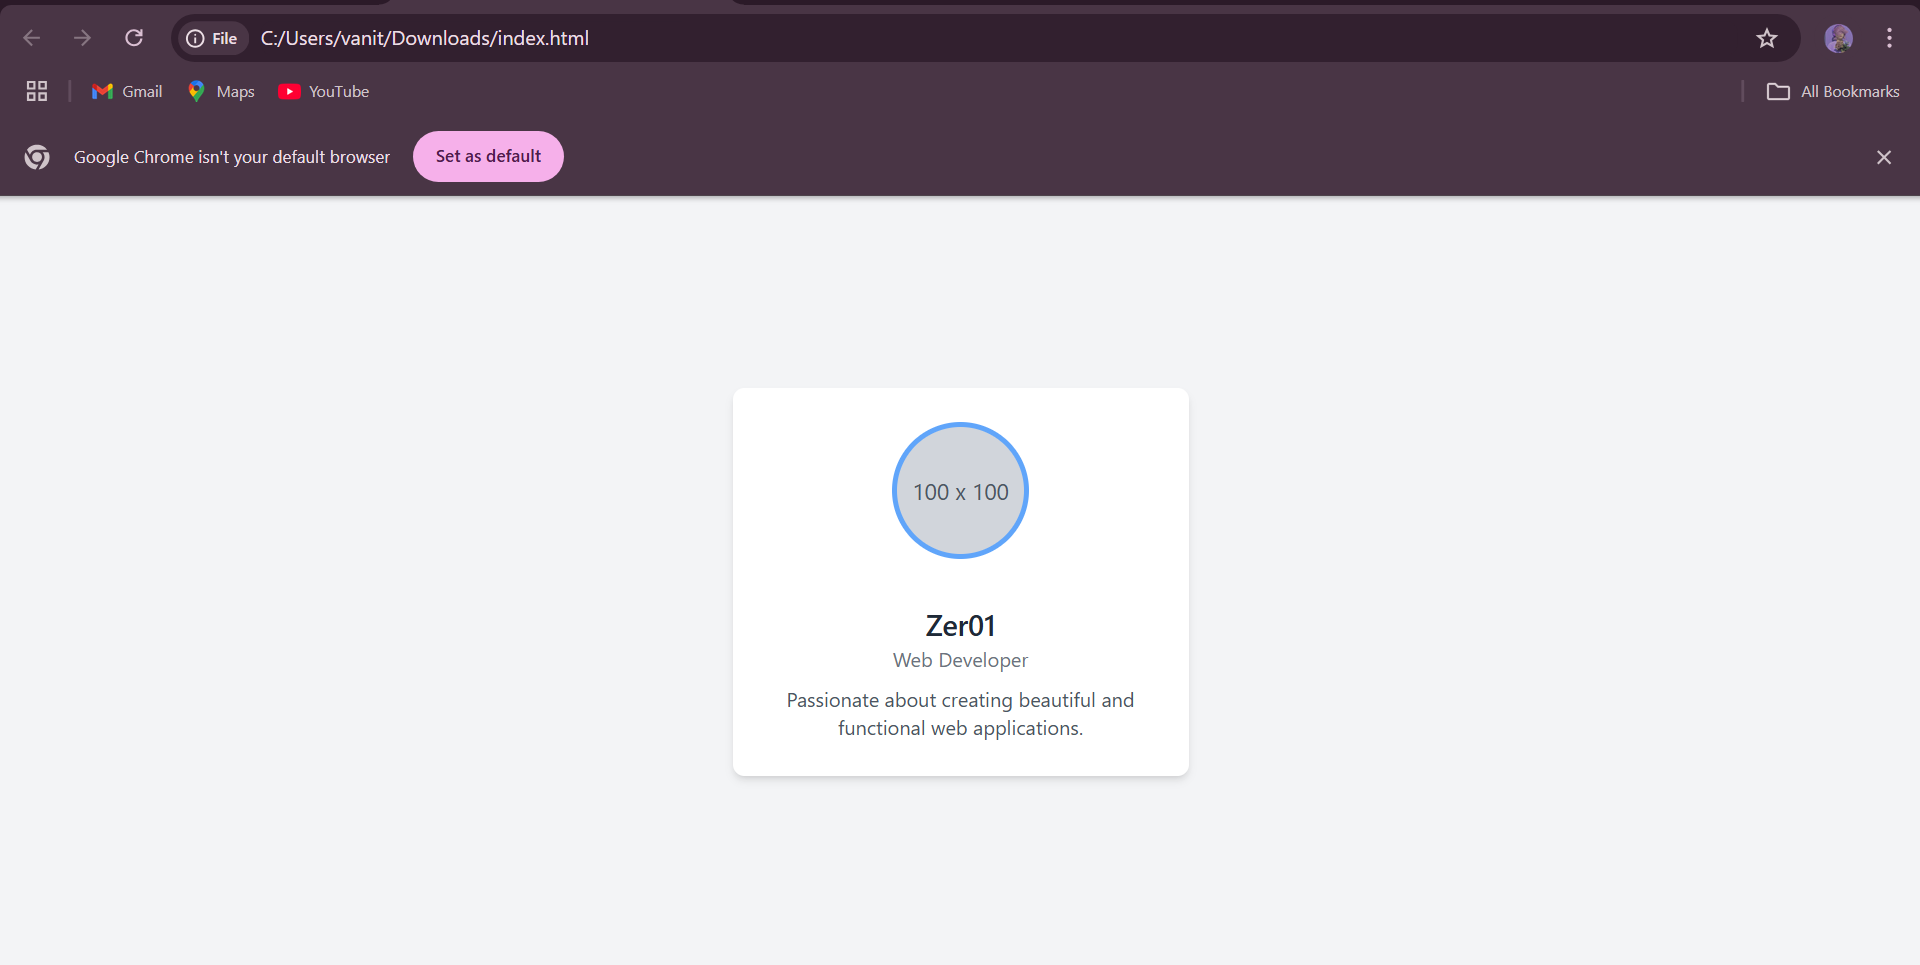 File C:/Users/vanit/Downloads/index.html
Gmail Maps YouTube All Bookmarks
Google Chrome isn't your default browser Set as default
100 x 100
Zer01
Web Developer
Passionate about creating beautiful and
functional web applications.